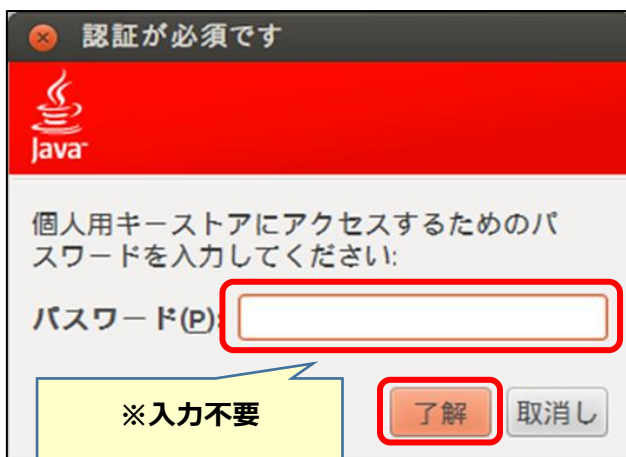 認証が必須です
Java
個人用キーストアにアクセスするためのパ
スワードを入力してください:
パスワード(P):
※入力不要
了解 取消し